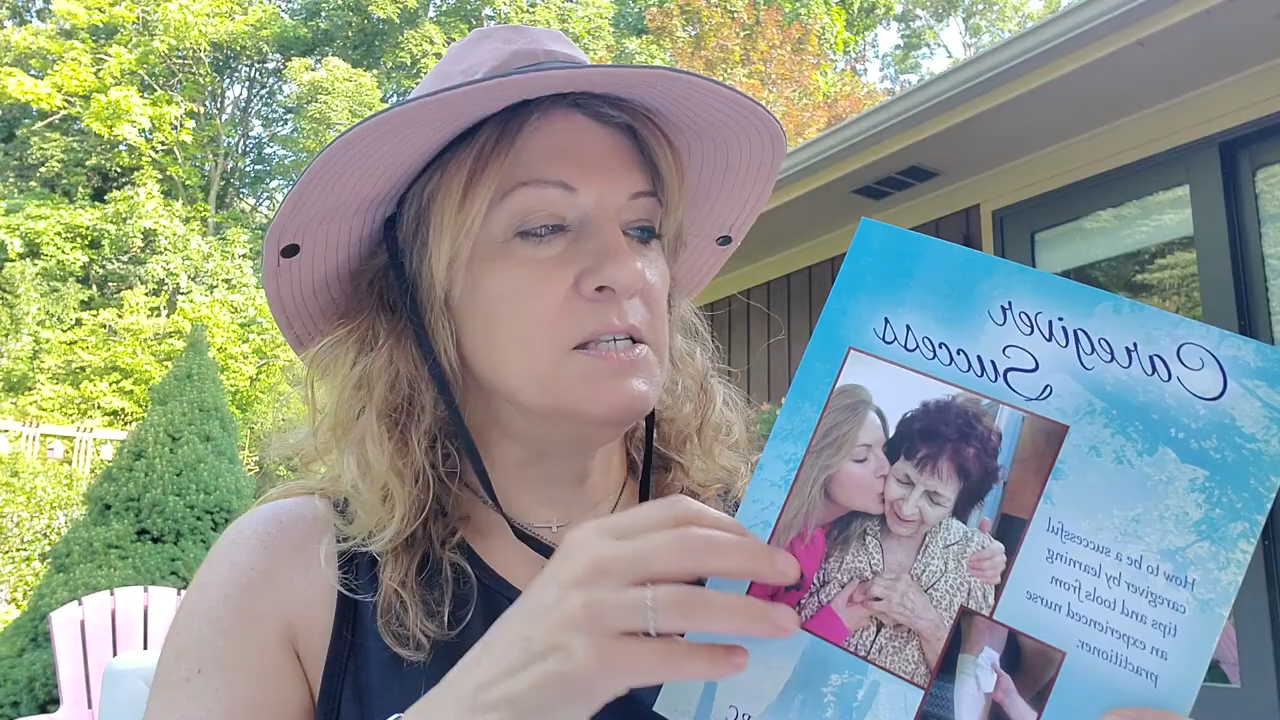 Caregiver
Success
How to be a successful
caregiver by learning
tips and tools from
an experienced nurse
practitioner.